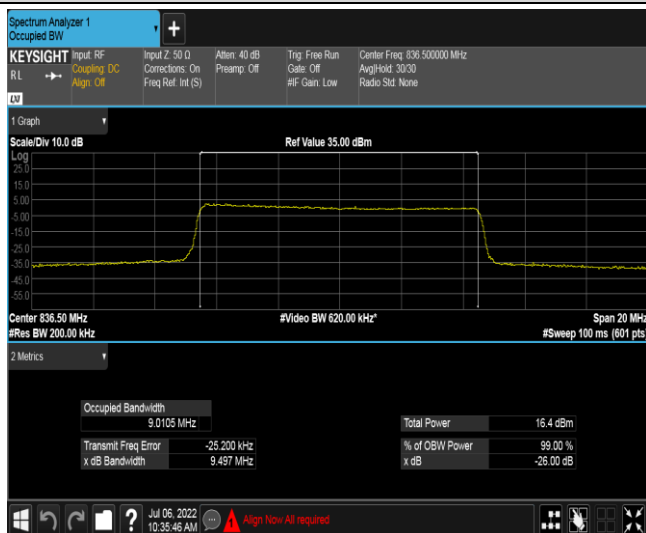 Spectrum Analyzer 1
Occupied BW
KEYSIGHT
RL
LXI
Input: RF
Coupling: DC
Align: Off
Input Z: 50 Ω
Corrections: On
Freq Ref: Int (S)
Atten: 40 dB
Preamp: Off
Trig: Free Run
Gate: Off
#IF Gain: Low
Center Freq: 836.500000 MHz
Avg|Hold: 30/30
Radio Std: None
1 Graph
Scale/Div 10.0 dB
Ref Value 35.00 dBm
Log
25.0
15.0
5.00
-5.00
-15.0
-25.0
-35.0
-45.0
-55.0
Center 836.50 MHz
#Video BW 620.00 kHz*
Span 20 MHz
#Res BW 200.00 kHz
#Sweep 100 ms (601 pts)
2 Metrics
Occupied Bandwidth
9.0105 MHz
Total Power 16.4 dBm
Transmit Freq Error -25.200 kHz
% of OBW Power 99.00 %
x dB Bandwidth 9.497 MHz
x dB -26.00 dB
Jul 06, 2022
10:35:46 AM
Align Now All required